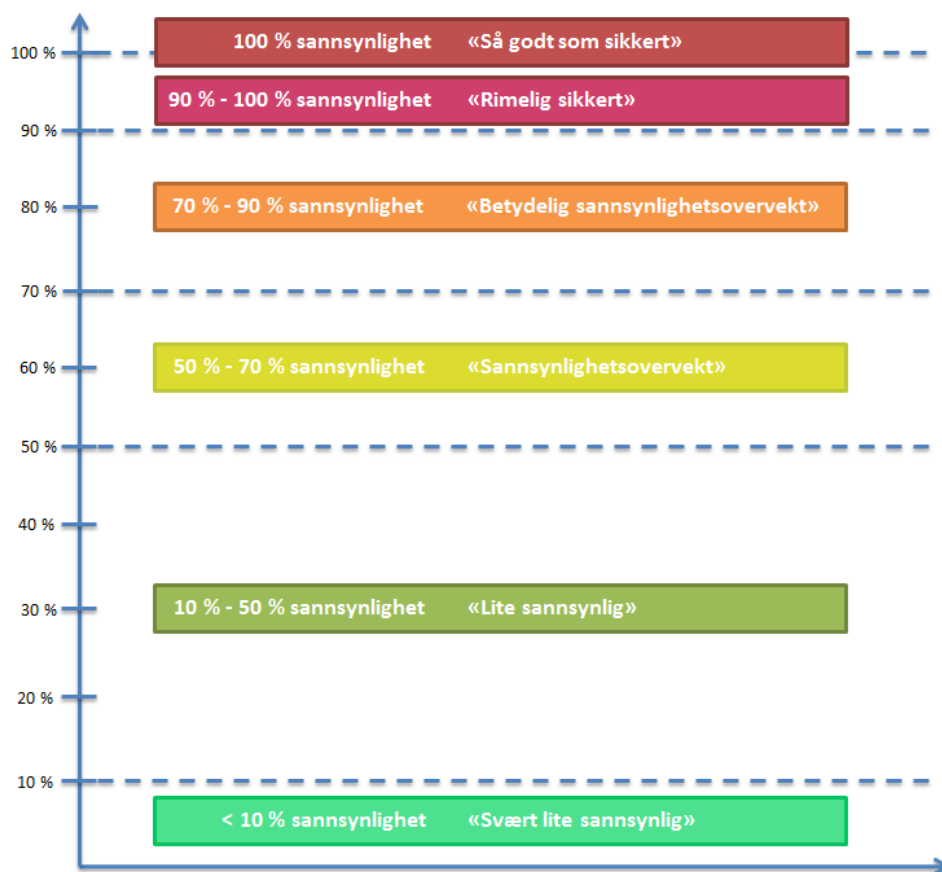 100 % sannsynlighet «Så godt som sikkert»
100 %
90 % - 100 % sannsynlighet «Rimelig sikkert»
90 %
70 % - 90 % sannsynlighet «Betydelig sannsynlighetsovervekt»
80 %
70 %
50 % - 70 % sannsynlighet «Sannsynlighetsovervekt»
60 %
50 %
40 %
10 % - 50 % sannsynlighet «Lite sannsynlig»
30 %
20 %
10 %
< 10 % sannsynlighet «Svært lite sannsynlig»